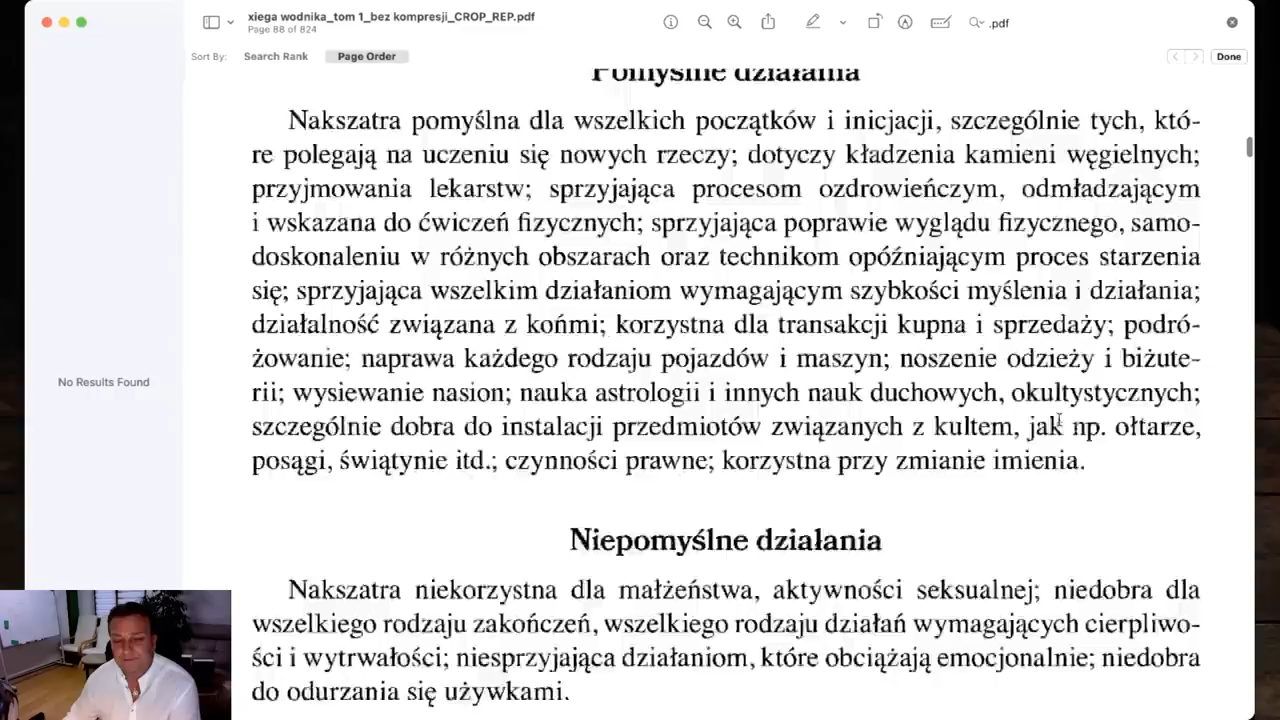 xiega wodnika_tom 1_bez kompresji_CROP_REP.pdf
Page 88 of 824
.pdf
Sort By:
Search Rank
Page Order
Done
Pomyślne działania
Nakszatra pomyślna dla wszelkich początków i inicjacji, szczególnie tych, któ-
re polegają na uczeniu się nowych rzeczy; dotyczy kładzenia kamieni węgielnych;
przyjmowania lekarstw; sprzyjająca procesom ozdrowieńczym, odmładzającym
i wskazana do ćwiczeń fizycznych; sprzyjająca poprawie wyglądu fizycznego, samo-
doskonaleniu w różnych obszarach oraz technikom opóźniającym proces starzenia
się; sprzyjająca wszelkim działaniom wymagającym szybkości myślenia i działania;
działalność związana z końmi; korzystna dla transakcji kupna i sprzedaży; podró-
żowanie; naprawa każdego rodzaju pojazdów i maszyn; noszenie odzieży i biżute-
rii; wysiewanie nasion; nauka astrologii i innych nauk duchowych, okultystycznych;
szczególnie dobra do instalacji przedmiotów związanych z kultem, jak np. ołtarze,
posągi, świątynie itd.; czynności prawne; korzystna przy zmianie imienia.
No Results Found
Niepomyślne działania
Nakszatra niekorzystna dla małżeństwa, aktywności seksualnej; niedobra dla
wszelkiego rodzaju zakończeń, wszelkiego rodzaju działań wymagających cierpliwo-
ści i wytrwałości; niesprzyjająca działaniom, które obciążają emocjonalnie; niedobra
do odurzania się używkami.